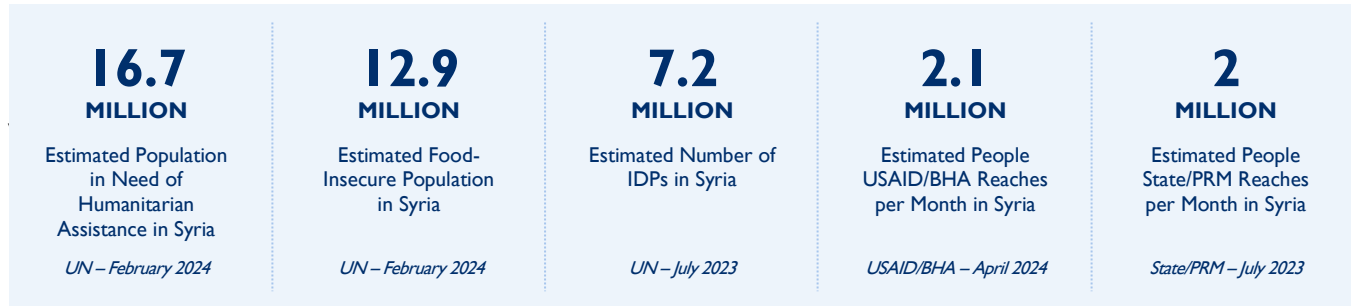 16.7
MILLION
Estimated Population
in Need of
Humanitarian
Assistance in Syria
UN – February 2024
12.9
MILLION
Estimated Food-
Insecure Population
in Syria
UN – February 2024
7.2
MILLION
Estimated Number of
IDPs in Syria
UN – July 2023
2.1
MILLION
Estimated People
USAID/BHA Reaches
per Month in Syria
USAID/BHA – April 2024
2
MILLION
Estimated People
State/PRM Reaches
per Month in Syria
State/PRM – July 2023